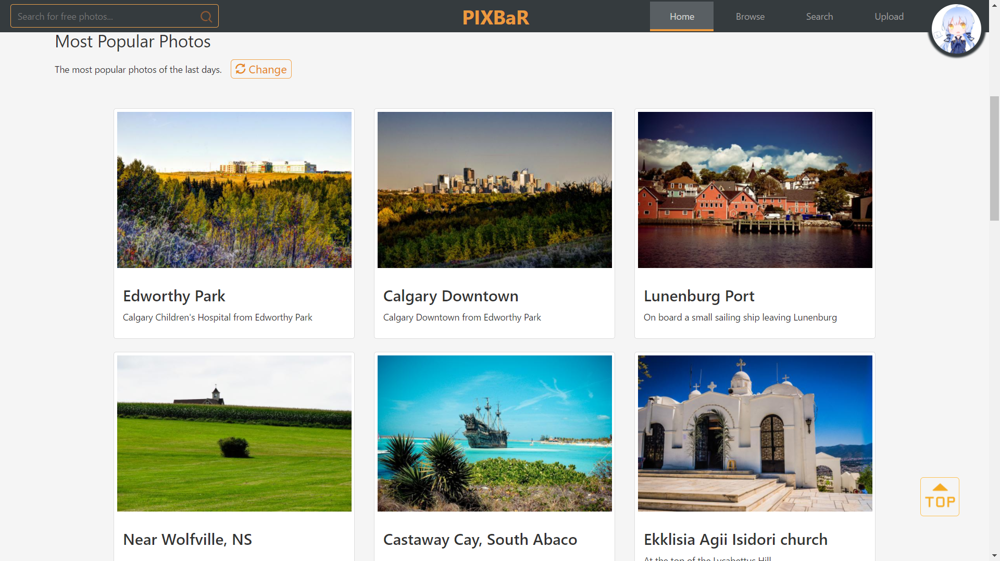 Search for free photos...
PIXBaR
Home
Browse
Search
Upload
Most Popular Photos
The most popular photos of the last days.
Change
Edworthy Park
Calgary Children's Hospital from Edworthy Park
Calgary Downtown
Calgary Downtown from Edworthy Park
Lunenburg Port
On board a small sailing ship leaving Lunenburg
Near Wolfville, NS
Castaway Cay, South Abaco
Ekklisia Agii Isidori church
At the top of the Lycabettus Hill
TOP